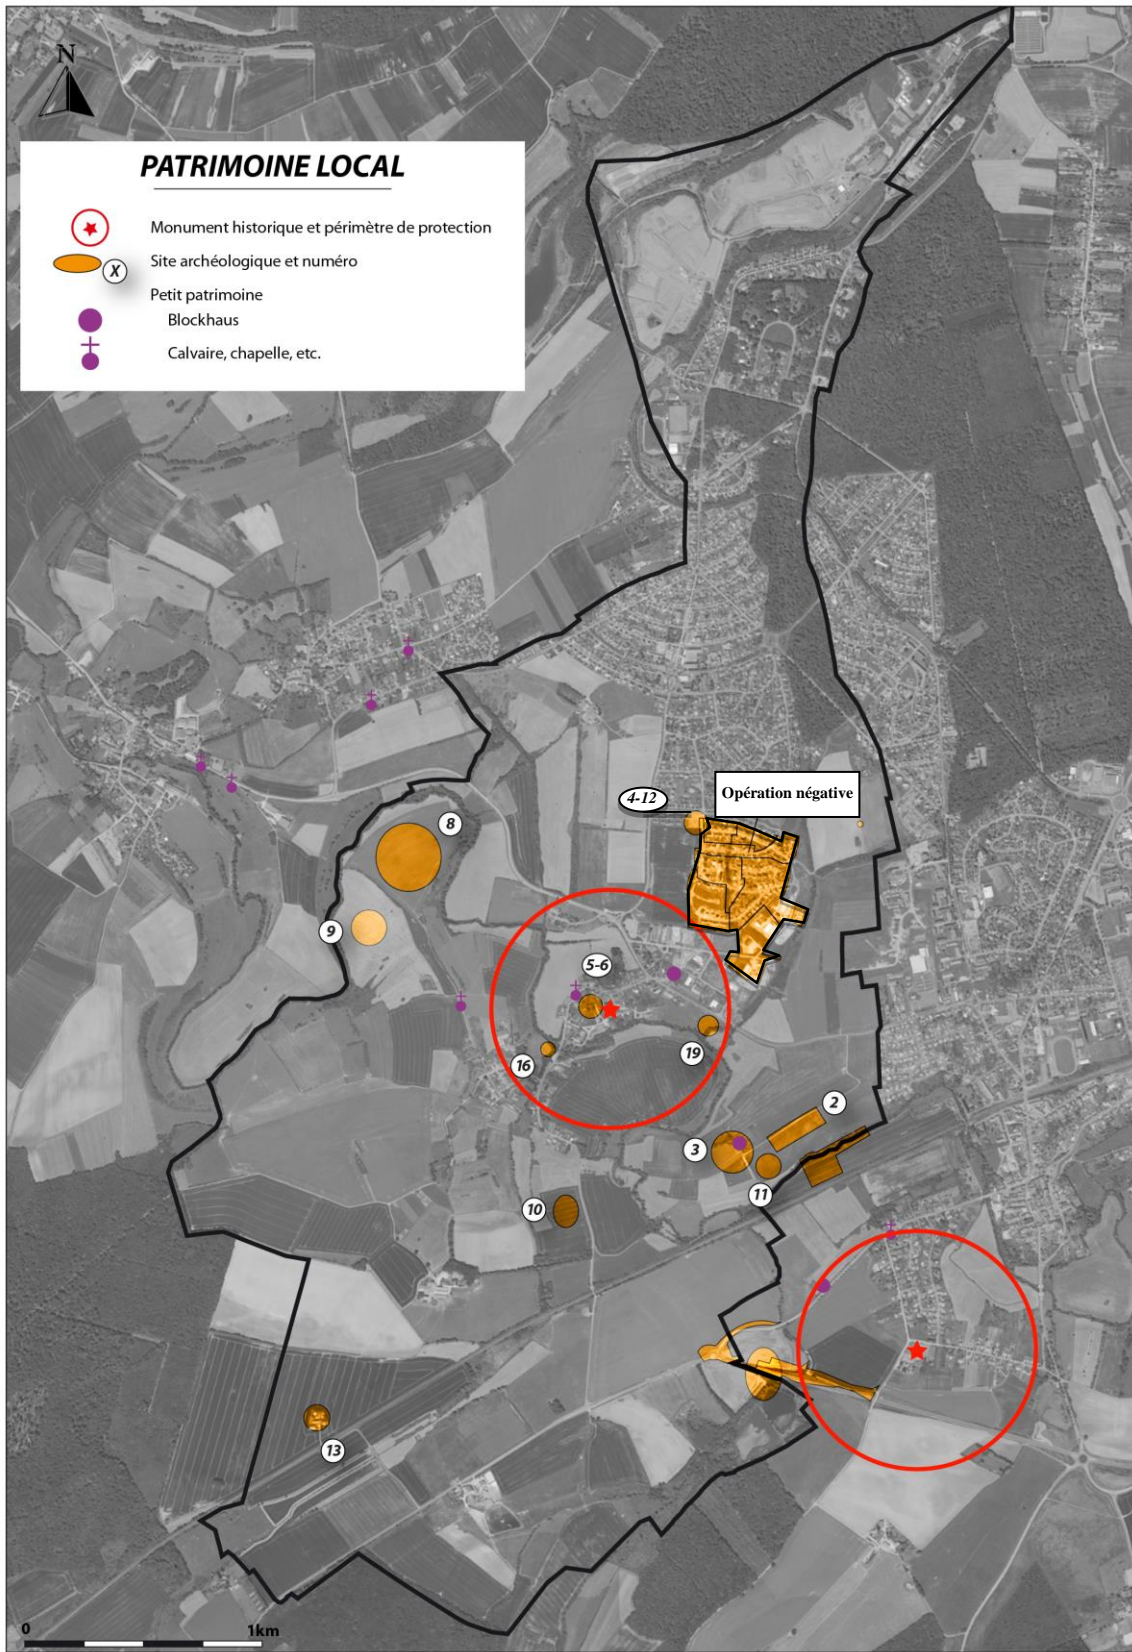 N
PATRIMOINE LOCAL
Monument historique et périmètre de protection
X
Site archéologique et numéro
Petit patrimoine
Blockhaus
Calvaire, chapelle, etc.
4-12
Opération négative
8
9
5-6
16
19
2
3
11
10
13
0
1km